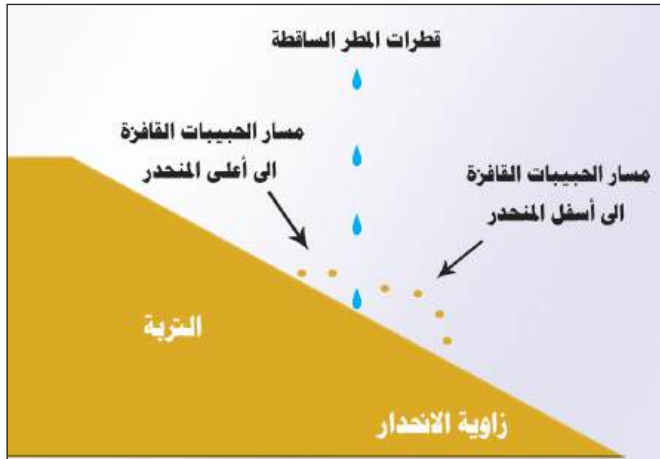 قطرات المطر الساقطة
مسار الحبيبات القافزة
الى أعلى المنحدر
مسار الحبيبات القافزة
الى أسفل المنحدر
التربة
زاوية الانحدار